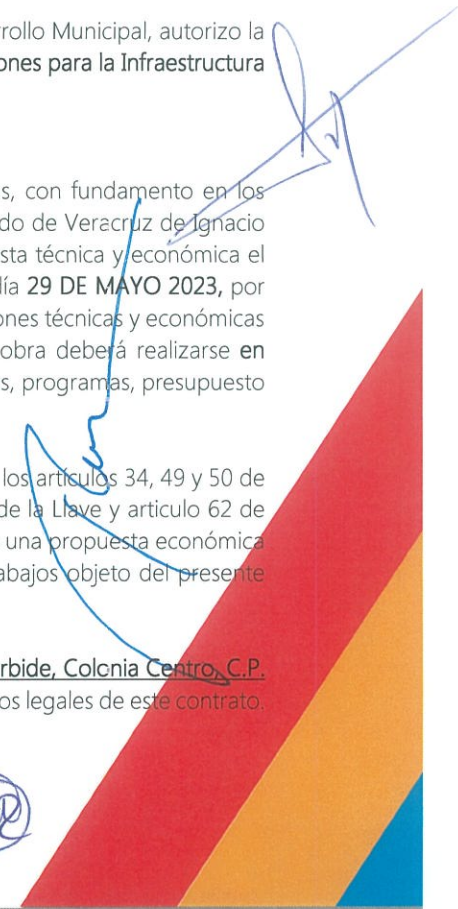 rrollo Municipal, autorizo la
ones para la Infraestructura
s, con fundamento en los
do de Veracruz de Ignacio
sta técnica y económica el
día 29 DE MAYO 2023, por
ones técnicas y económicas
obra deberá realizarse en
s, programas, presupuesto
los artículos 34, 49 y 50 de
de la Llave y articulo 62 de
una propuesta económica
abajos objeto del presente
rbide, Colonia Centro, C.P.
os legales de este contrato.